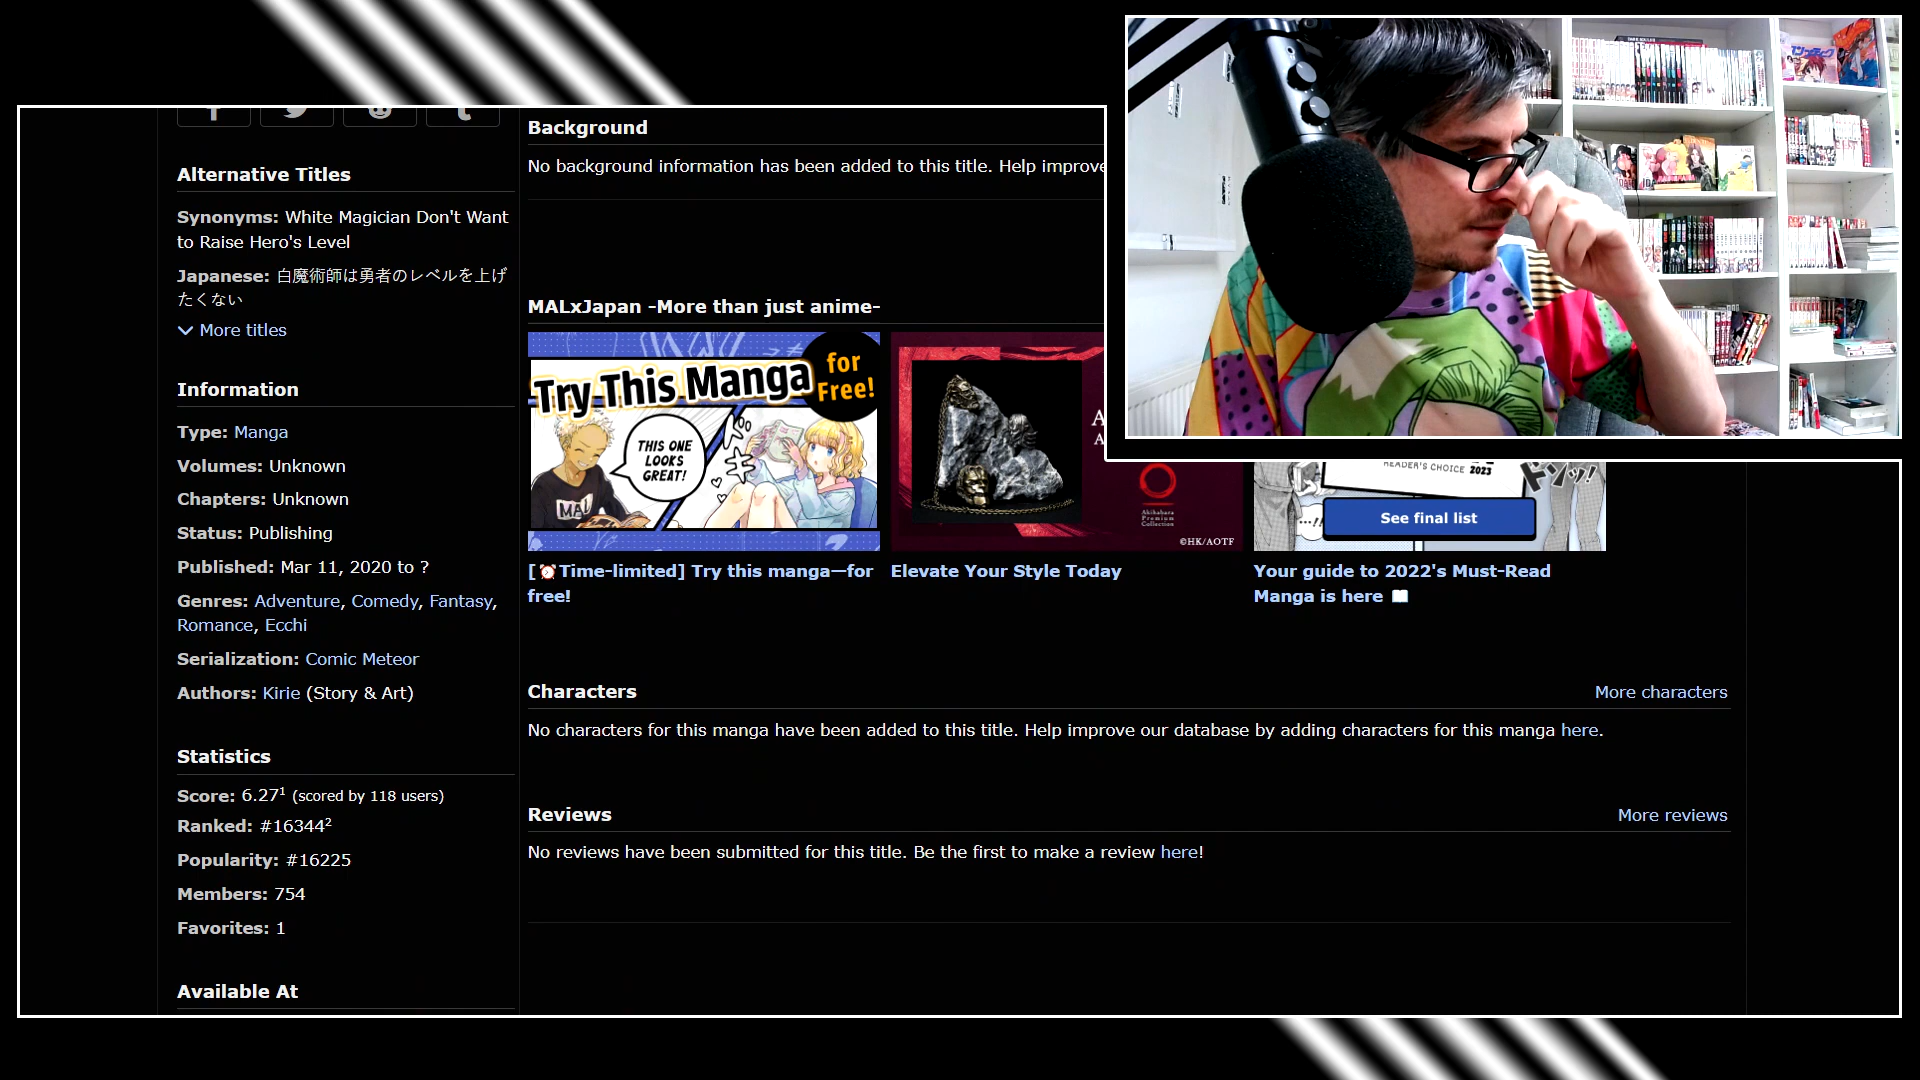 Alternative Titles
Synonyms: White Magician Don't Want
to Raise Hero's Level
Japanese: 白魔術師は勇者のレベルを上げ
たくない
More titles
Information
Type: Manga
Volumes: Unknown
Chapters: Unknown
Status: Publishing
Published: Mar 11, 2020 to ?
Genres: Adventure, Comedy, Fantasy,
Romance, Ecchi
Serialization: Comic Meteor
Authors: Kirie (Story & Art)
Statistics
Score: 6.27¹ (scored by 118 users)
Ranked: #16344²
Popularity: #16225
Members: 754
Favorites: 1
Available At
Background
No background information has been added to this title. Help improve
MALxJapan -More than just anime-
Try This Manga
for
Free!
THIS ONE
LOOKS
GREAT!
MAL
ドキ
A
A
Akihabara
Premium
Collection
©HK/AOTF
READER'S CHOICE 2023
See final list
[⏰Time-limited] Try this manga—for
free!
Elevate Your Style Today
Your guide to 2022's Must-Read
Manga is here 📖
Characters
More characters
No characters for this manga have been added to this title. Help improve our database by adding characters for this manga here.
Reviews
More reviews
No reviews have been submitted for this title. Be the first to make a review here!